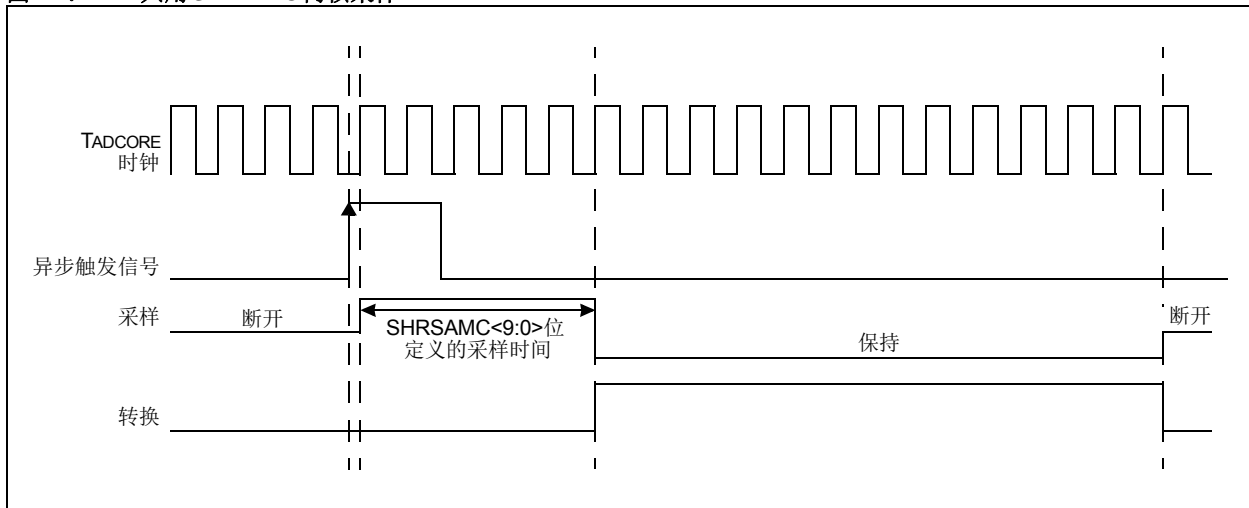 TADCORE
时钟
异步触发信号
采样
断开
SHRSAMC<9:0>位
定义的采样时间
保持
断开
转换